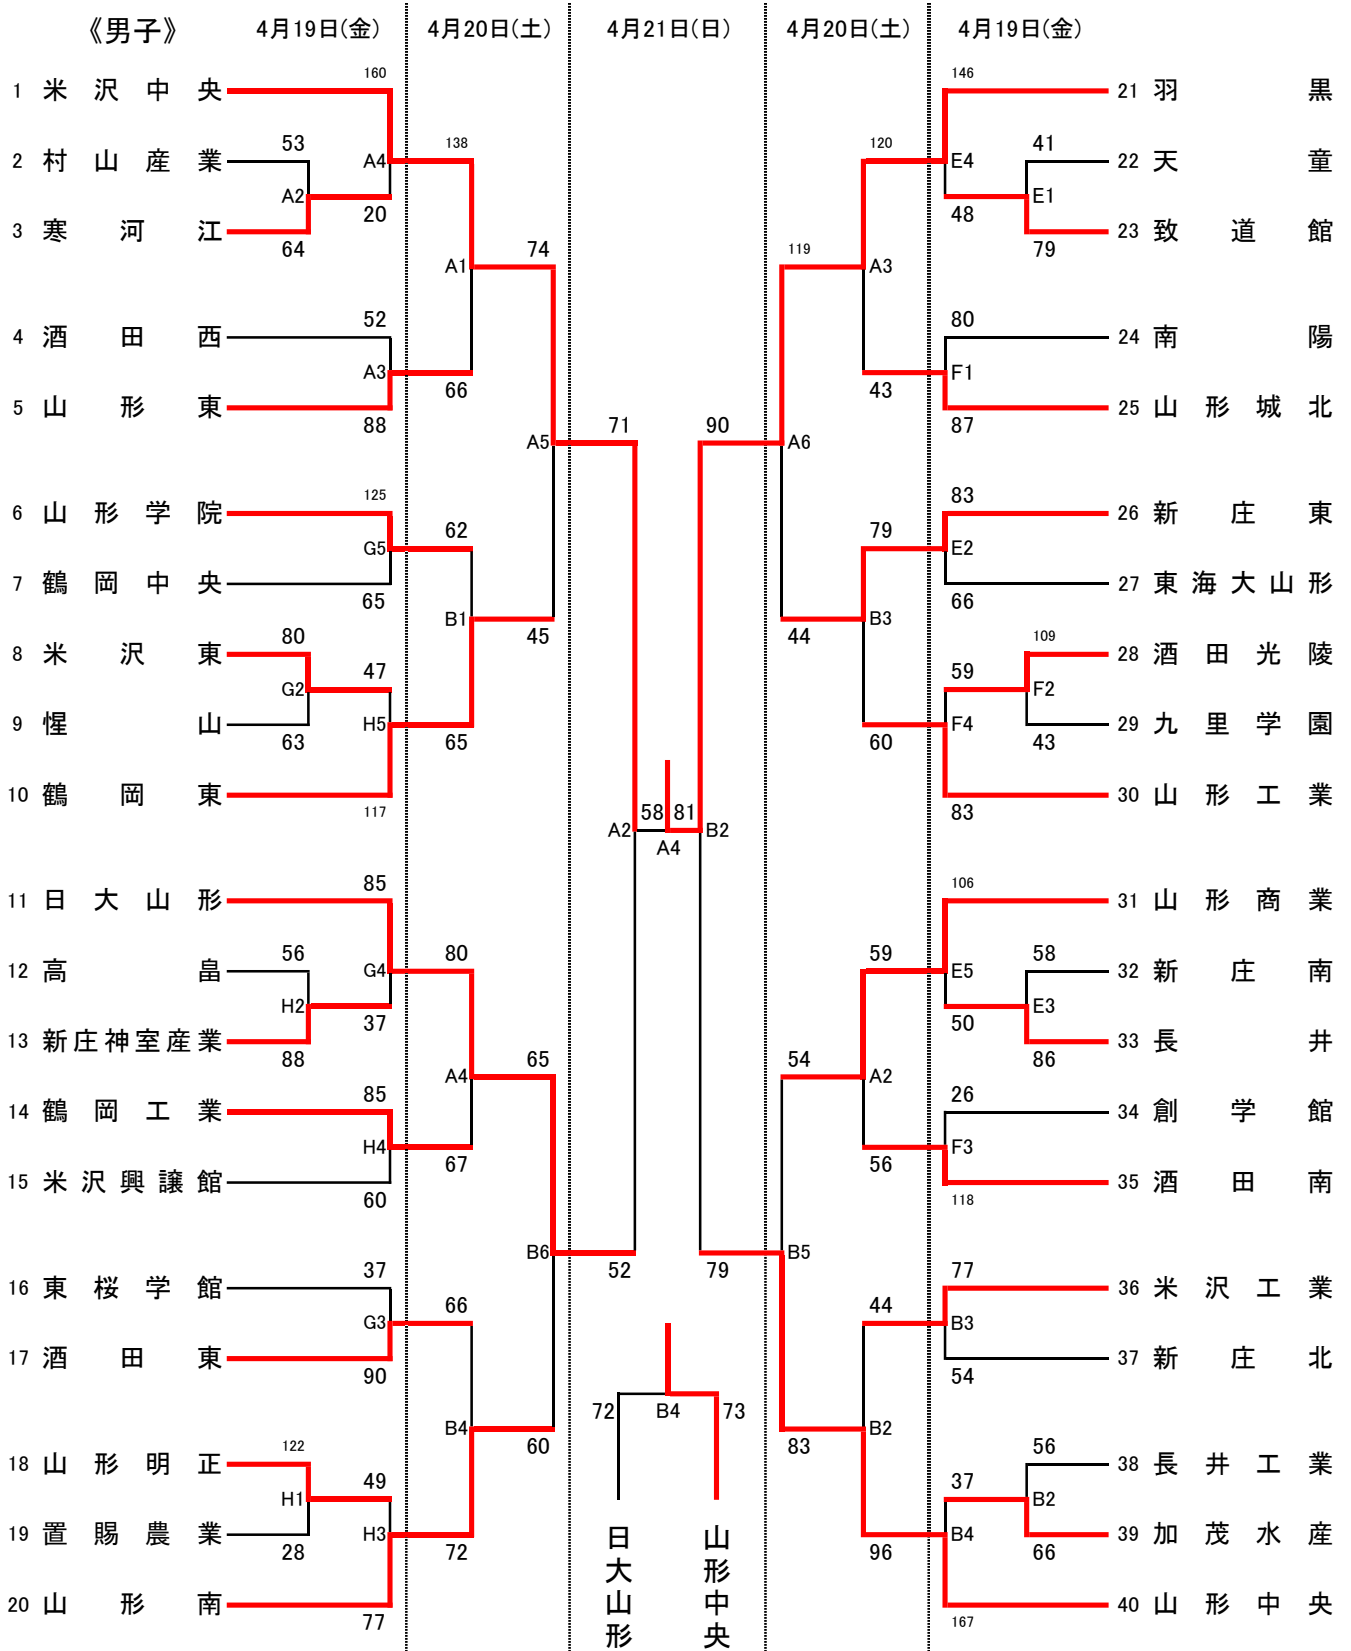 《男子》 4月19日(金) 4月20日(土) 4月21日(日) 4月20日(土) 4月19日(金)
160 146
1 米沢中央 21 羽黒
53 138 120 41
2 村山産業 A4 E4 22 天童
A2 E1
20 48
3 寒河江 23 致道館
64 74 119 79
A1 A3
52 80
4 酒田西 24 南陽
A3 F1
66 43
5 山形東 25 山形城北
88 71 90 87
A5 A6
125 83
6 山形学院 26 新庄東
62 79
G5 E2
7 鶴岡中央 27 東海大山形
65 66
B1 B3
80 45 44 109
8 米沢東 28 酒田光陵
47 59
G2 F2
9 惺山 H5 F4 29 九里学園
63 65 60 43
10 鶴岡東 30 山形工業
117 58 81 83
A2 B2
A4
85 106
11 日大山形 31 山形商業
56 80 59 58
12 高畠 G4 E5 32 新庄南
H2 E3
37 50
13 新庄神室産業 33 長井
88 65 54 86
A4 A2
85 26
14 鶴岡工業 34 創学館
H4 F3
67 56
15 米沢興譲館 35 酒田南
60 118
B6 B5
37 52 79 77
16 東桜学館 36 米沢工業
66 44
G3 B3
17 酒田東 37 新庄北
90 54
72 B4 73
B4 B2
122 60 83 56
18 山形明正 38 長井工業
49 37
H1 B2
19 置賜農業 H3 B4 39 加茂水産
28 72 96 66
20 山形南 40 山形中央
77 167
日大山形 山形中央